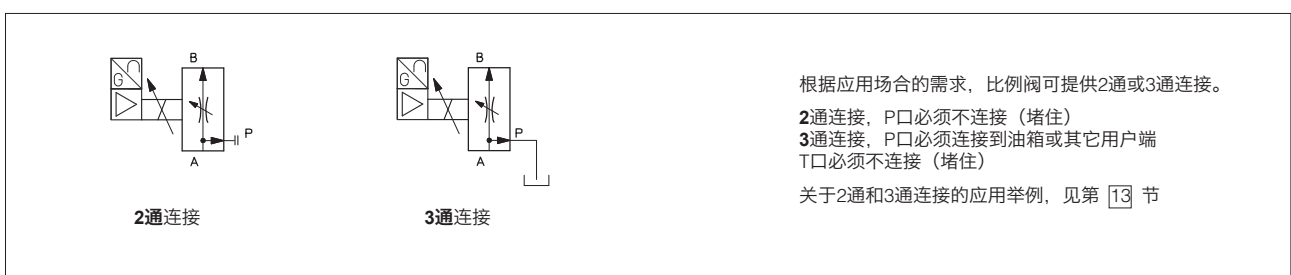 B
G
P
A
2通连接
B
G
P
A
3通连接
根据应用场合的需求，比例阀可提供2通或3通连接。
2通连接，P口必须不连接（堵住）
3通连接，P口必须连接到油箱或其它用户端
T口必须不连接（堵住）
关于2通和3通连接的应用举例，见第 13 节